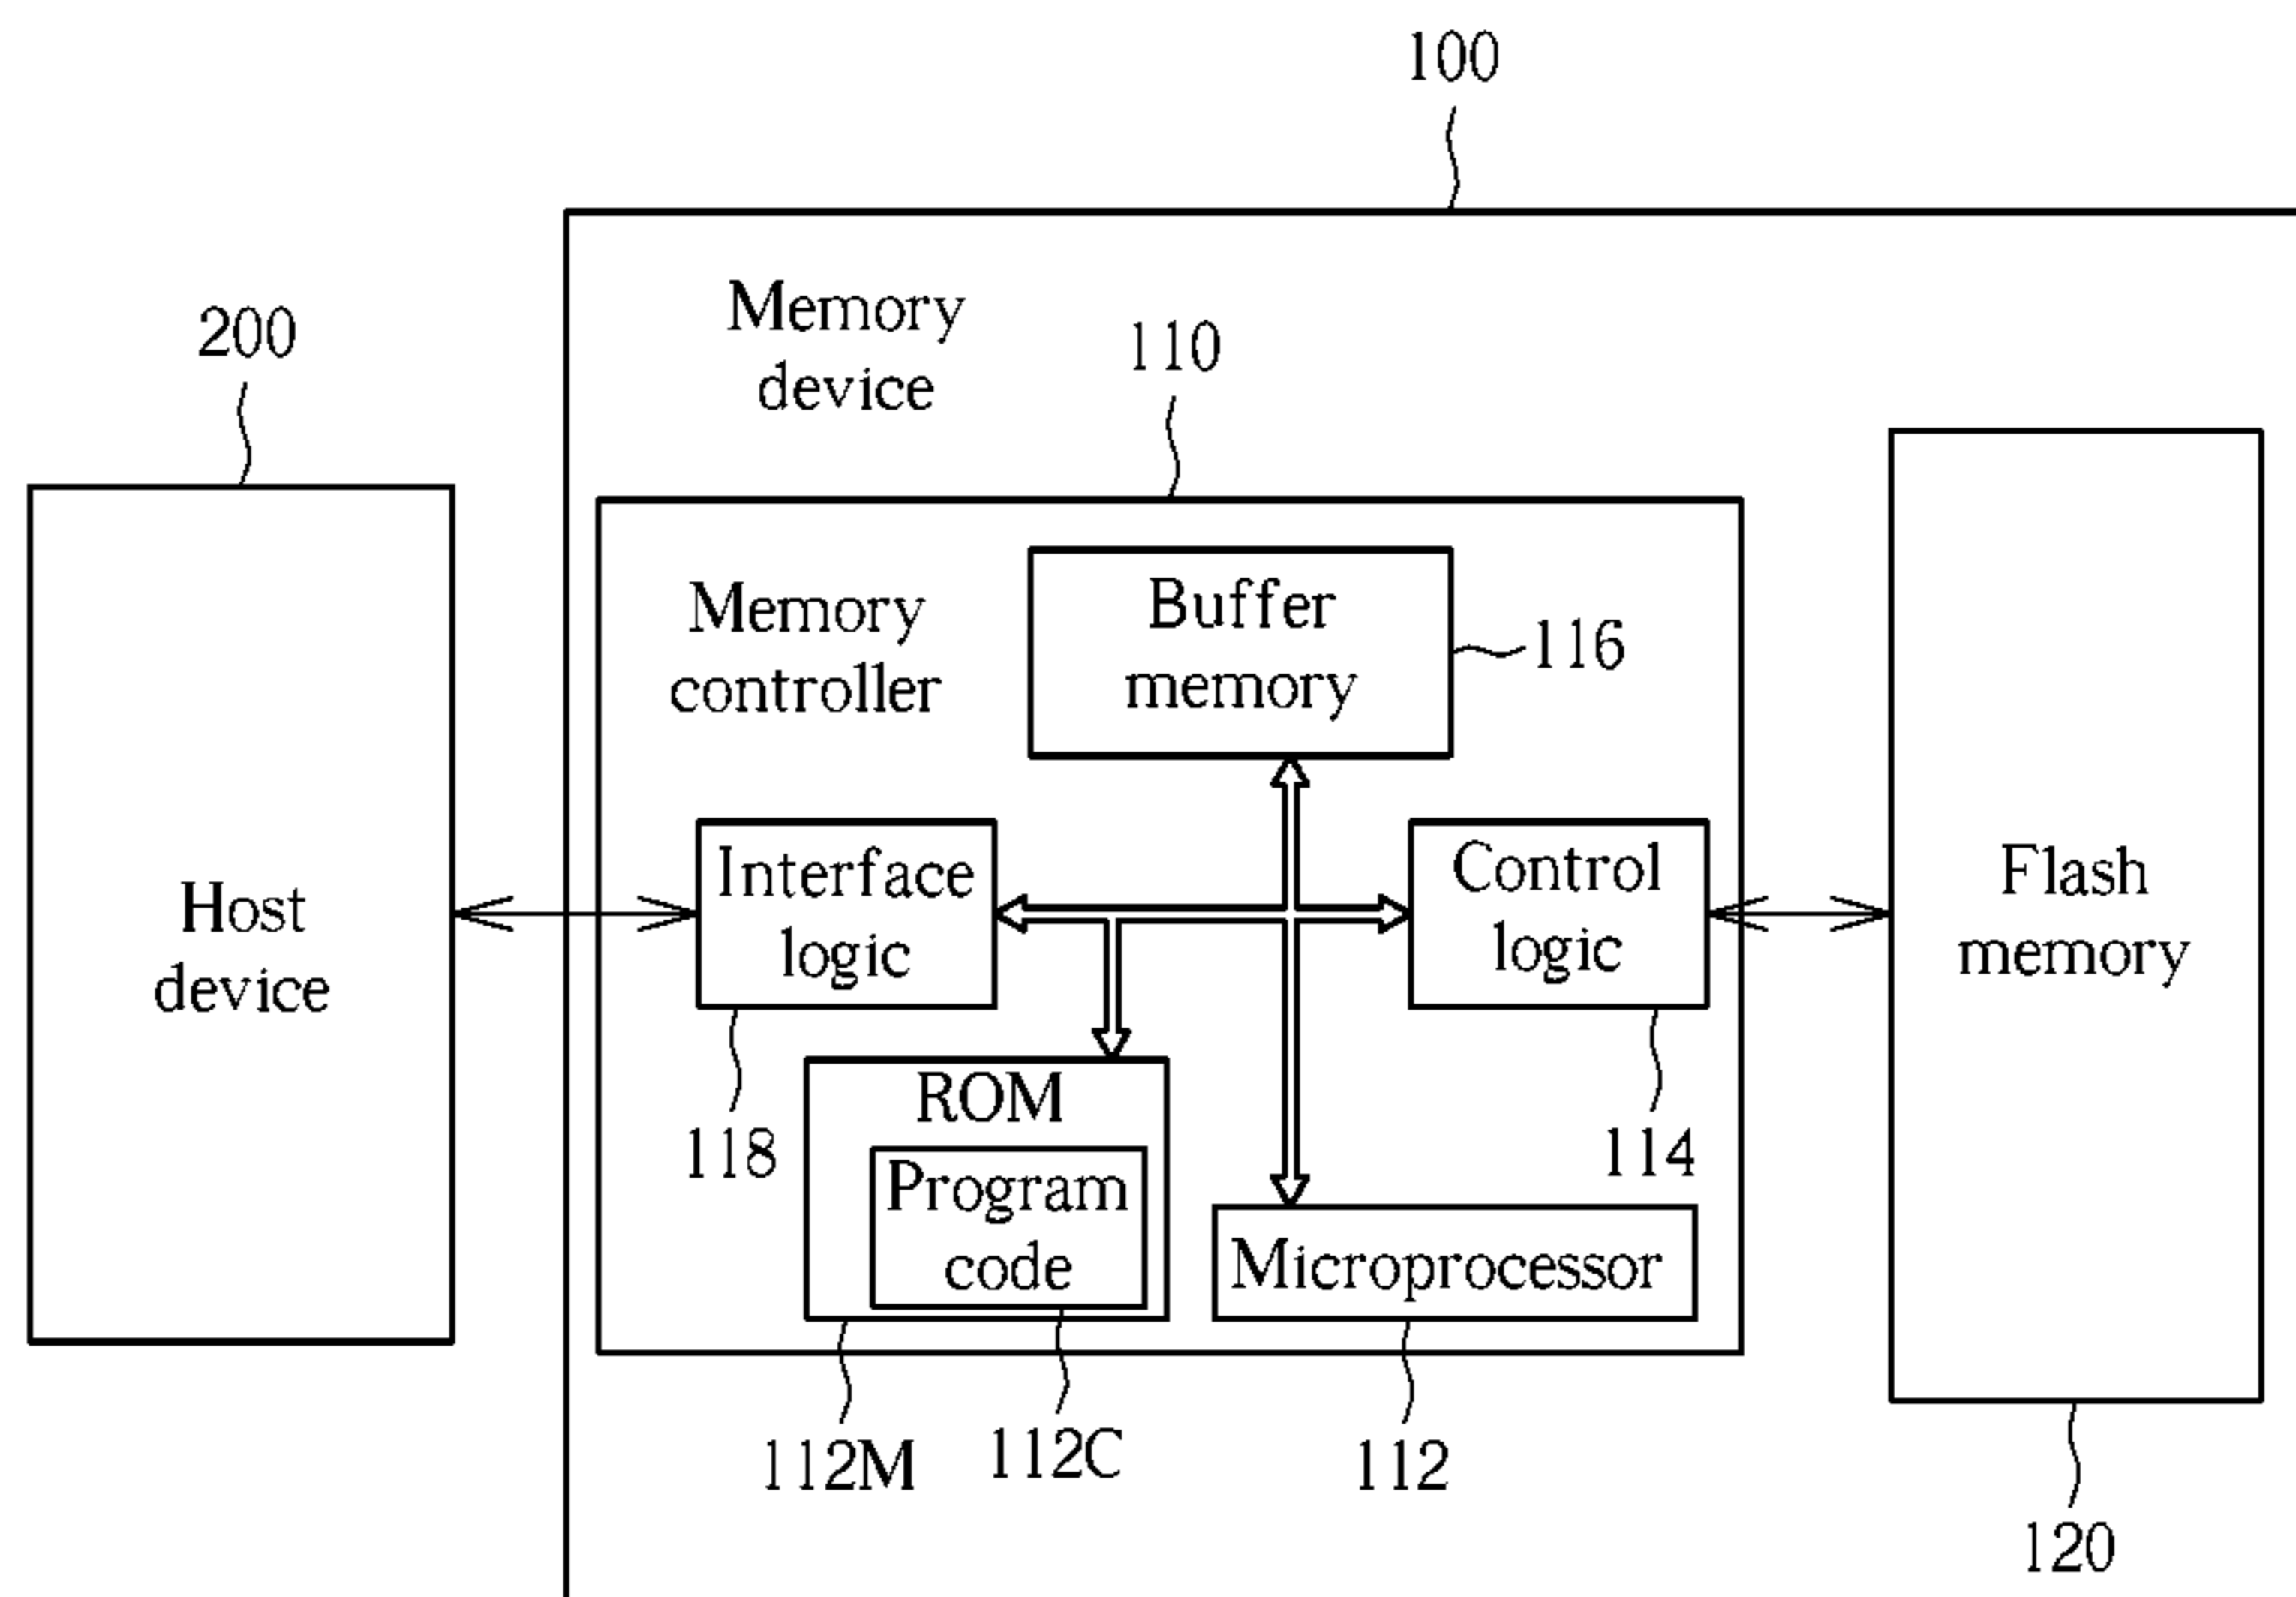 100
Memory
device
200
110
Memory
controller
Buffer
memory
116
Host
device
Interface
logic
Control
logic
Flash
memory
118
ROM
Program
code
114
Microprocessor
112M
112C
112
120